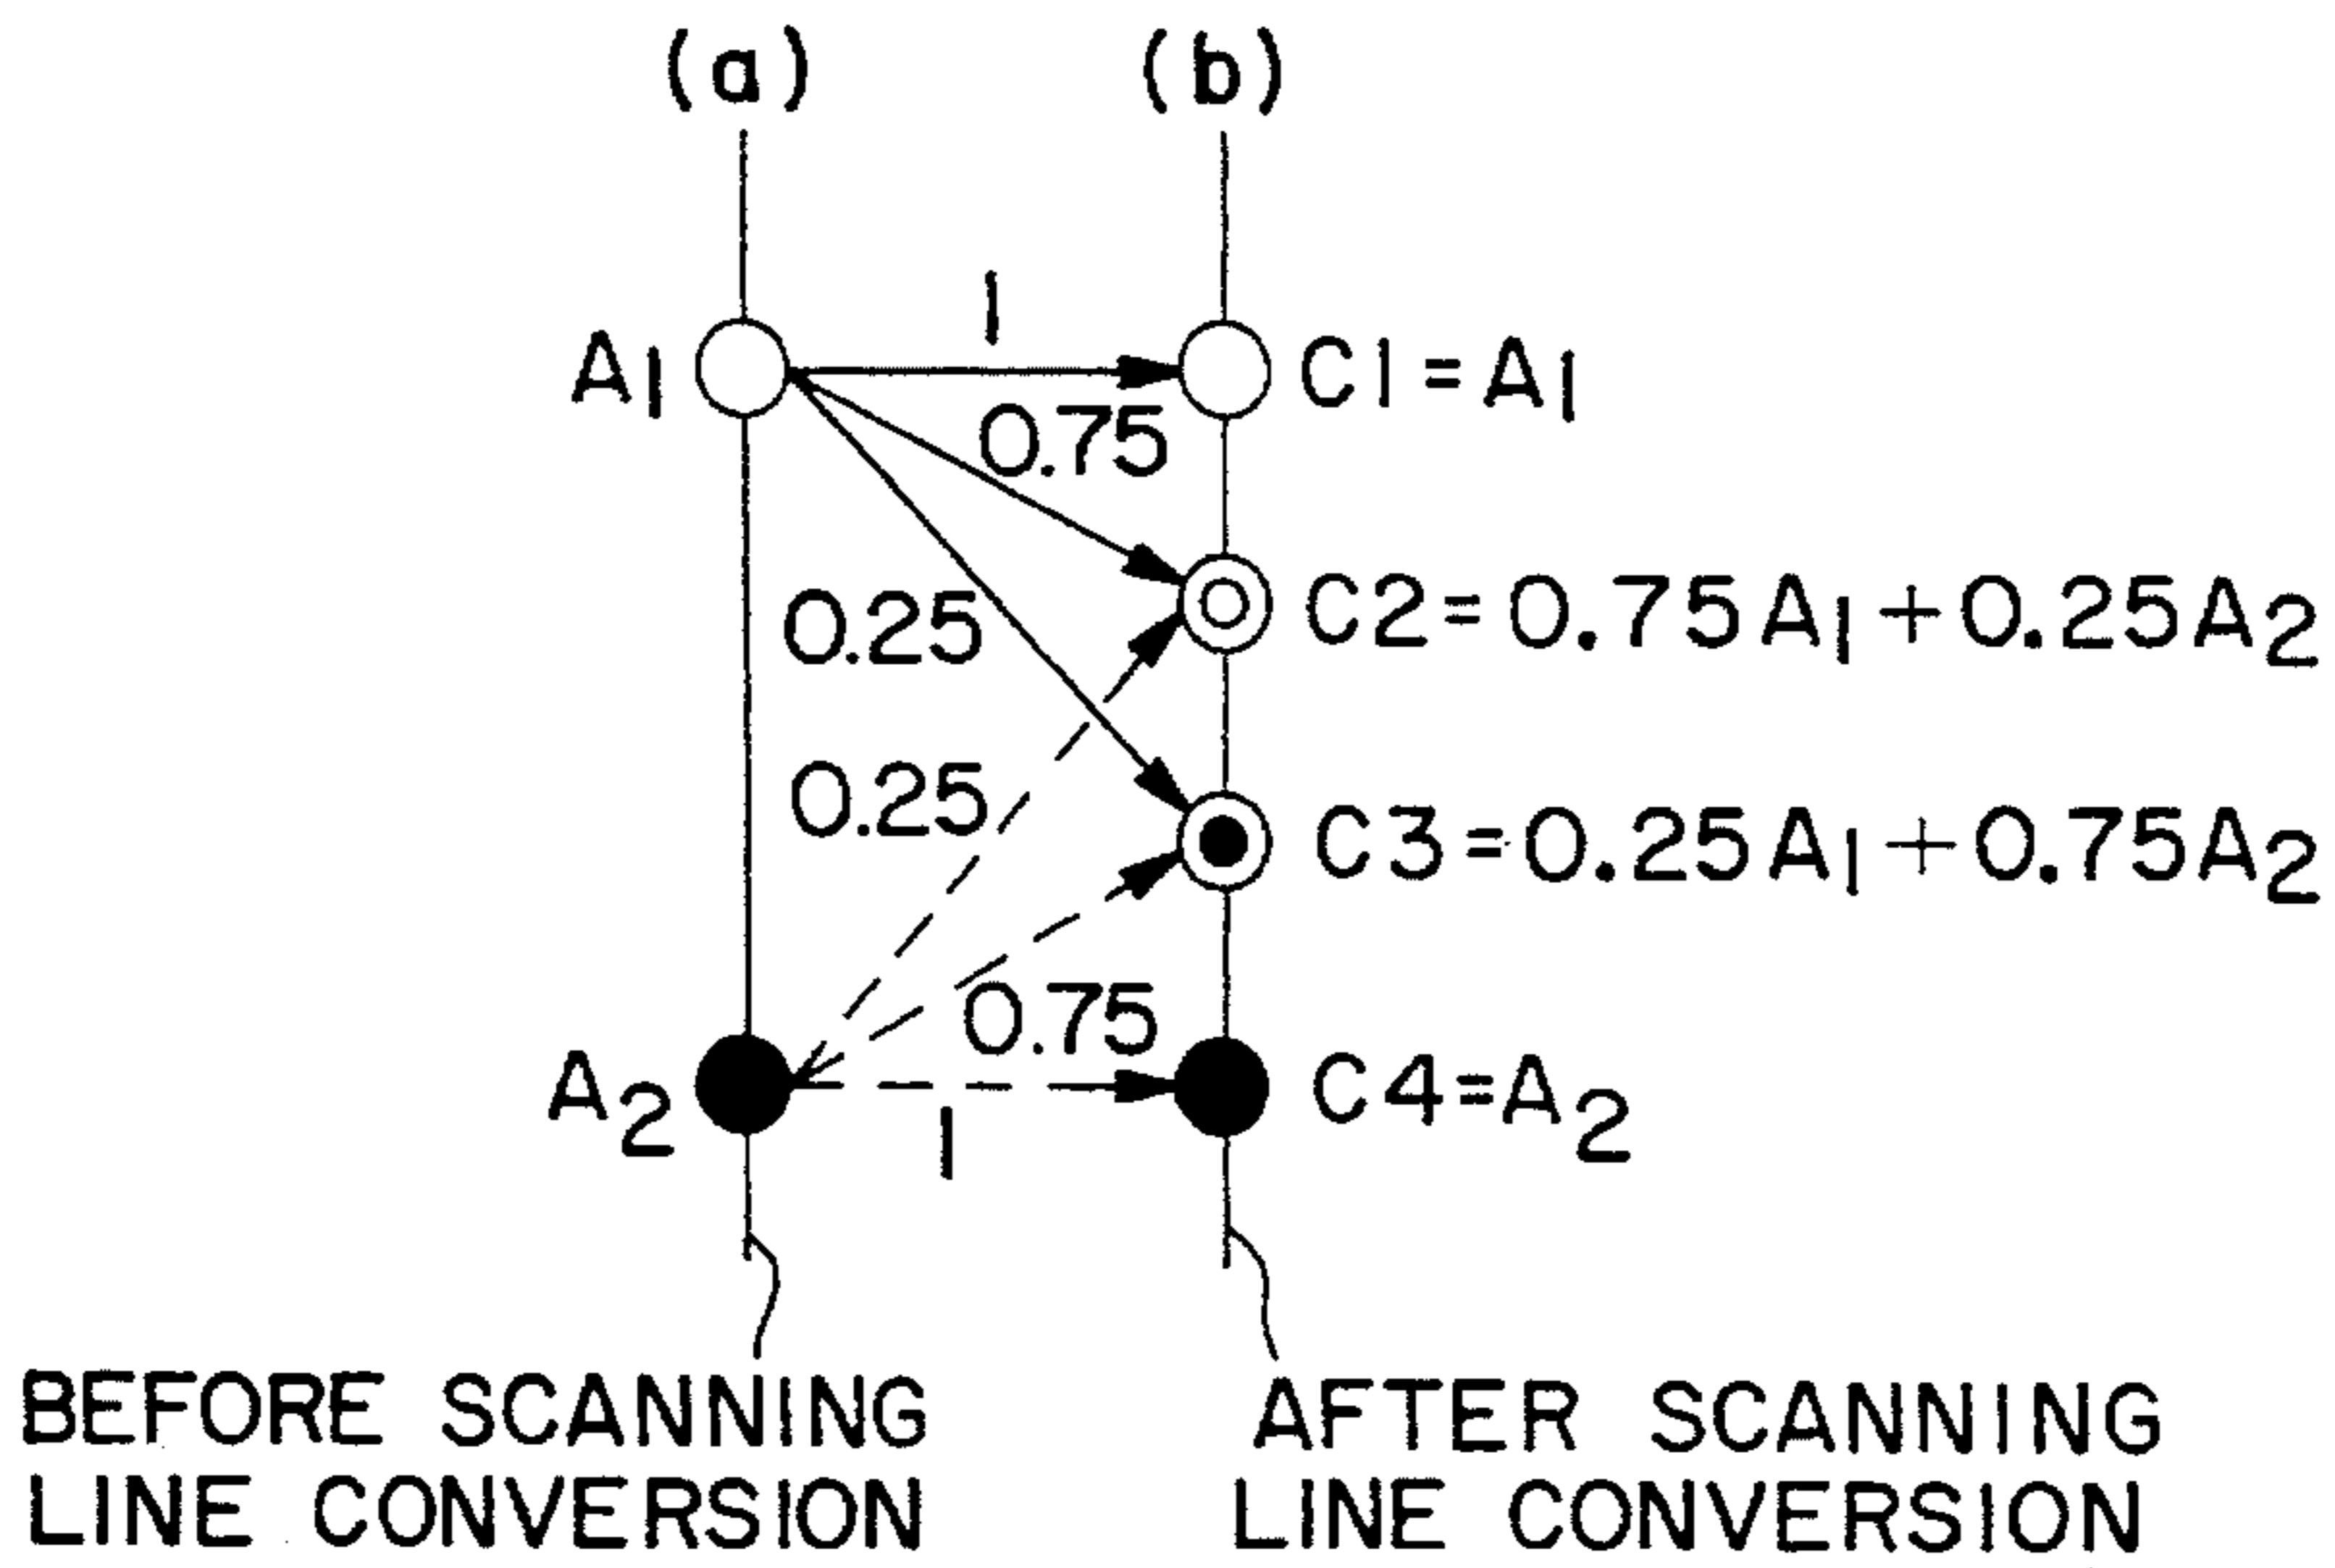 (a) (b)
1
A1 C1=A1
0.75
0.25 C2=0.75A1+0.25A2
0.25
C3=0.25A1+0.75A2
0.75
A2 C4=A2
1
BEFORE SCANNING
LINE CONVERSION
AFTER SCANNING
LINE CONVERSION